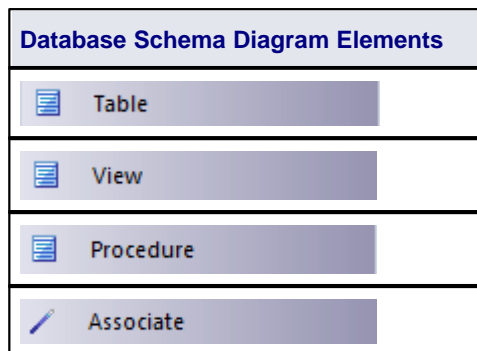 Database Schema Diagram Elements
Table
View
Procedure
Associate